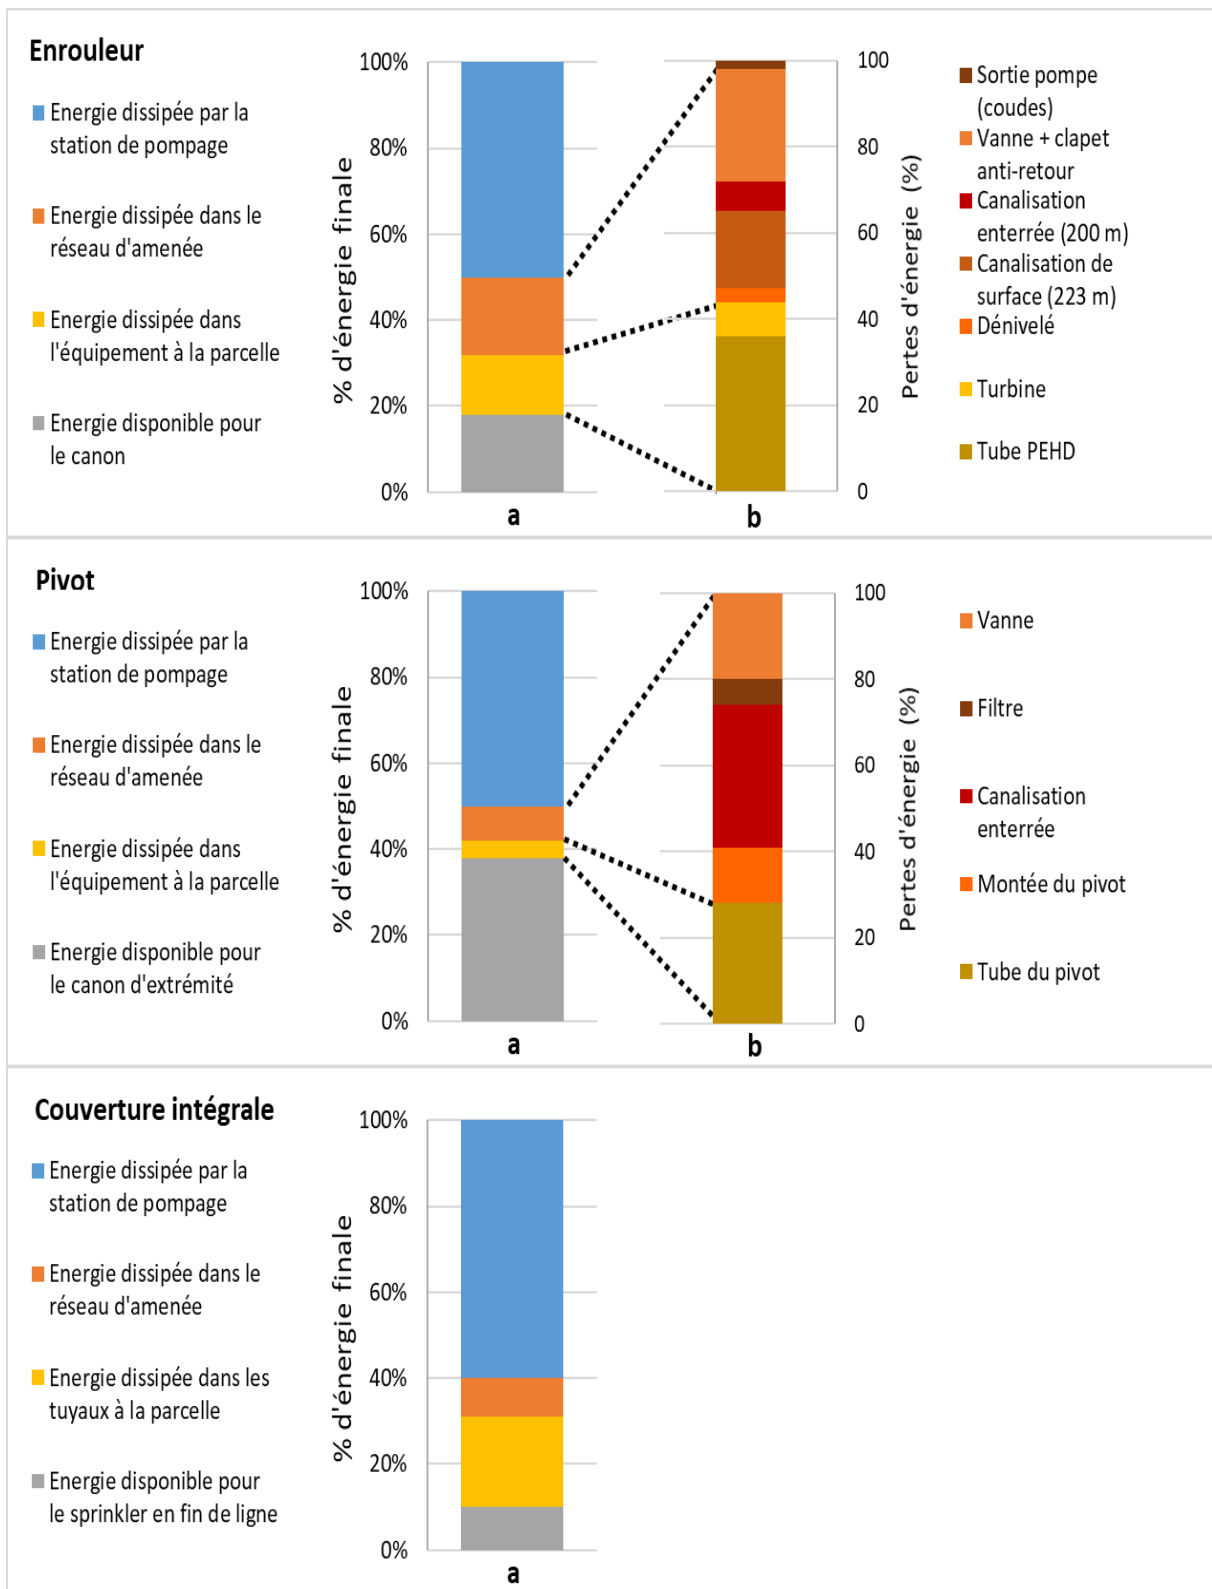 Enrouleur
Energie dissipée par la
station de pompage
Energie dissipée dans le
réseau d'amenée
Energie dissipée dans
l'équipement à la parcelle
Energie disponible pour
le canon
% d'énergie finale
100%
80%
60%
40%
20%
0%
a
100
80
60
40
20
0
b
Pertes d'énergie (%)
Sortie pompe
(coudes)
Vanne + clapet
anti-retour
Canalisation
enterrée (200 m)
Canalisation de
surface (223 m)
Dénivelé
Turbine
Tube PEHD
Pivot
Energie dissipée par la
station de pompage
Energie dissipée dans le
réseau d'amenée
Energie dissipée dans
l'équipement à la parcelle
Energie disponible pour
le canon d'extrémité
% d'énergie finale
100%
80%
60%
40%
20%
0%
a
100
80
60
40
20
0
b
Pertes d'énergie (%)
Vanne
Filtre
Canalisation
enterrée
Montée du pivot
Tube du pivot
Couverture intégrale
Energie dissipée par la
station de pompage
Energie dissipée dans le
réseau d'amenée
Energie dissipée dans les
tuyaux à la parcelle
Energie disponible pour
le sprinkler en fin de ligne
% d'énergie finale
100%
80%
60%
40%
20%
0%
a